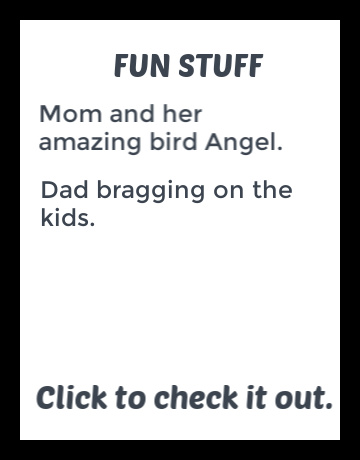 FUN STUFF
Mom and her
amazing bird Angel.
Dad bragging on the
kids.
Click to check it out.